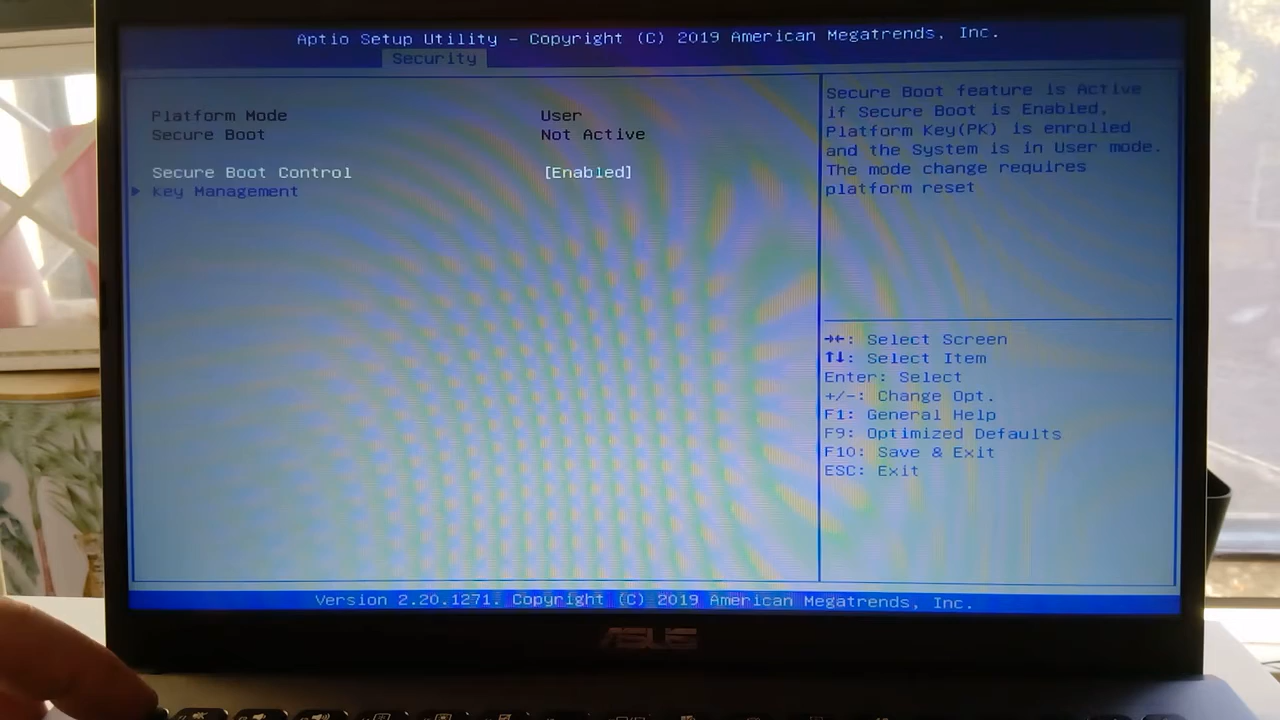 Aptio Setup Utility – Copyright (C) 2019 American Megatrends, Inc.
Security
Platform Mode User
Secure Boot Not Active
Secure Boot Control [Enabled]
Key Management
Secure Boot feature is Active
if Secure Boot is Enabled,
Platform Key(PK) is enrolled
and the System is in User mode.
The mode change requires
platform reset
→←: Select Screen
↑↓: Select Item
Enter: Select
+/-: Change Opt.
F1: General Help
F9: Optimized Defaults
F10: Save & Exit
ESC: Exit
Version 2.20.1271. Copyright (C) 2019 American Megatrends, Inc.
ASUS